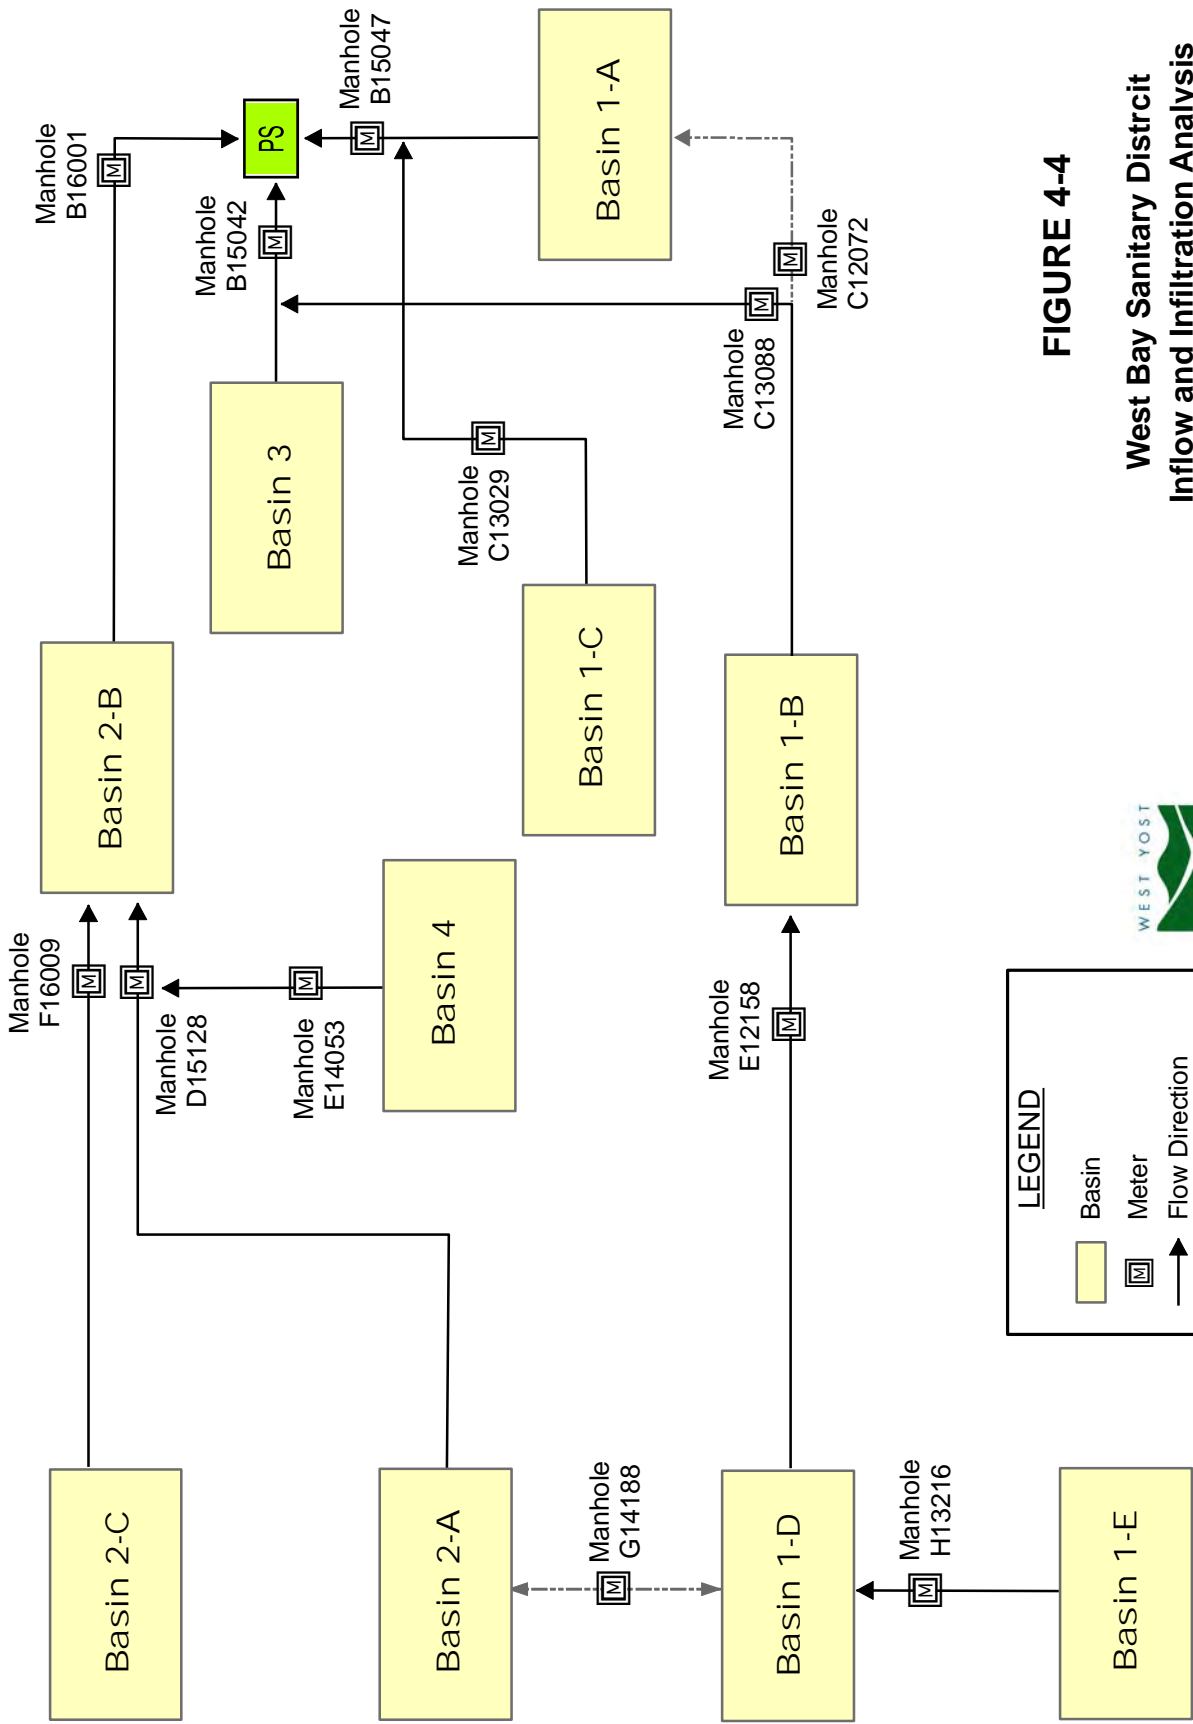 Basin 2-C
Manhole
F16009
Basin 2-B
Manhole
B16001
Basin 2-A
Manhole
D15128
Manhole
E14053
Basin 4
Basin 3
Manhole
B15042
PS
Manhole
B15047
Manhole
G14188
Basin 1-C
Manhole
C13029
Basin 1-A
Basin 1-D
Manhole
E12158
Basin 1-B
Manhole
C13088
Manhole
C12072
Manhole
H13216
Basin 1-E
M
M
M
M
M
M
M
M
M
M
M
M
LEGEND
Basin
M
Meter
Flow Direction
WEST YOST
FIGURE 4-4
West Bay Sanitary Distrcit
Inflow and Infiltration Analysis